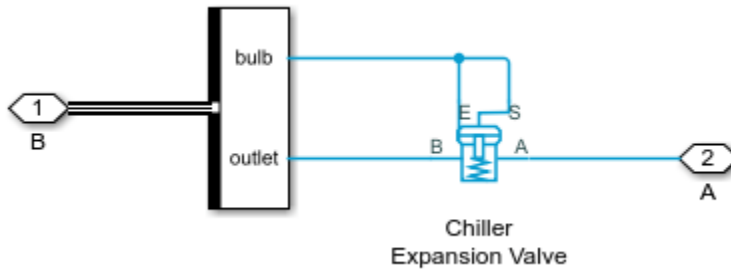 bulb
E S
1
B
outlet
B A
2
A
Chiller
Expansion Valve